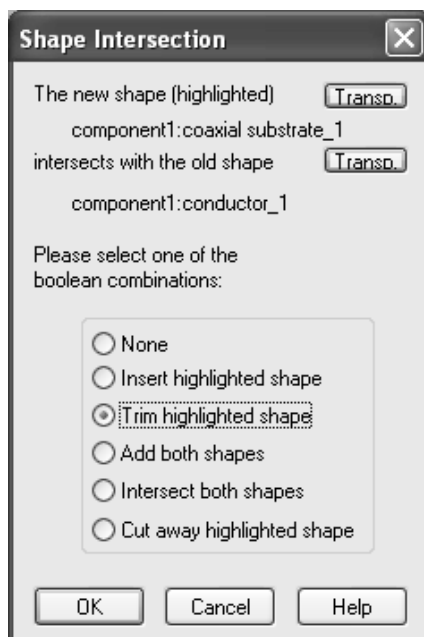 Shape Intersection
The new shape (highlighted) Transp.
component1:coaxial substrate_1
intersects with the old shape Transp.
component1:conductor_1
Please select one of the
boolean combinations:
None
Insert highlighted shape
Trim highlighted shape
Add both shapes
Intersect both shapes
Cut away highlighted shape
OK Cancel Help